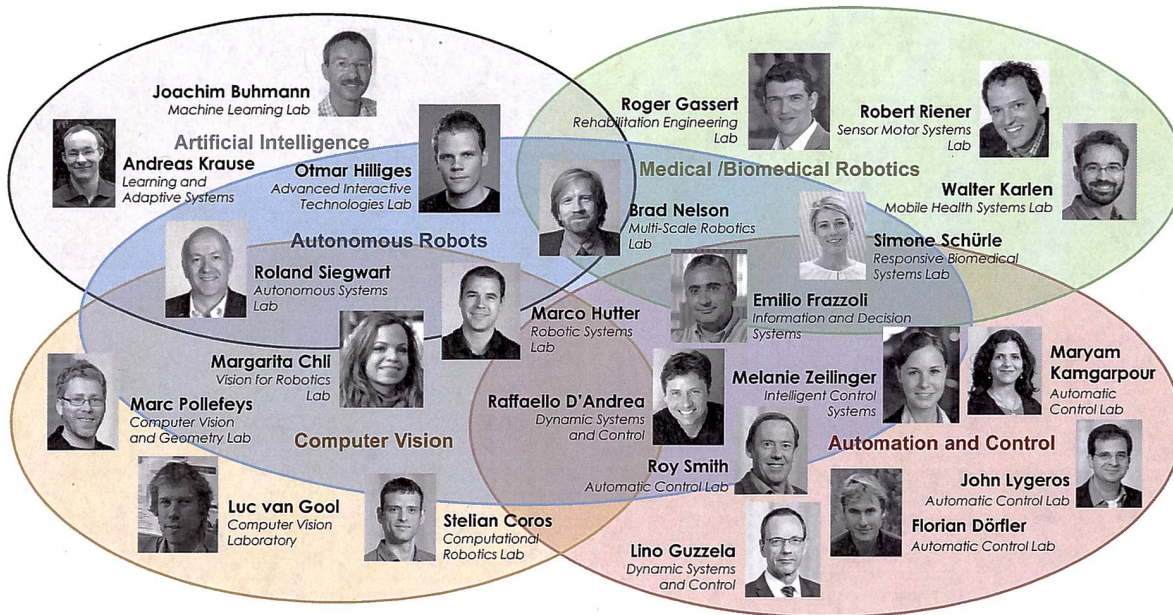 Joachim Buhmann
Machine Learning Lab
Artificial Intelligence
Andreas Krause
Learning and
Adaptive Systems
Otmar Hilliges
Advanced Interactive
Technologies Lab
Roger Gassert
Rehabilitation Engineering
Lab
Robert Riener
Sensor Motor Systems
Lab
Medical /Biomedical Robotics
Walter Karlen
Mobile Health Systems Lab
Brad Nelson
Multi-Scale Robotics
Lab
Simone Schürle
Responsive Biomedical
Systems Lab
Autonomous Robots
Roland Siegwart
Autonomous Systems
Lab
Marco Hutter
Robotic Systems
Lab
Emilio Frazzoli
Information and Decision
Systems
Margarita Chli
Vision for Robotics
Lab
Marc Pollefeys
Computer Vision
and Geometry Lab
Computer Vision
Raffaello D'Andrea
Dynamic Systems
and Control
Melanie Zeilinger
Intelligent Control
Systems
Maryam
Kamgarpour
Automatic
Control Lab
Automation and Control
Roy Smith
Automatic Control Lab
John Lygeros
Automatic Control Lab
Florian Dörfler
Automatic Control Lab
Luc van Gool
Computer Vision
Laboratory
Stelian Coros
Computational
Robotics Lab
Lino Guzzela
Dynamic Systems
and Control